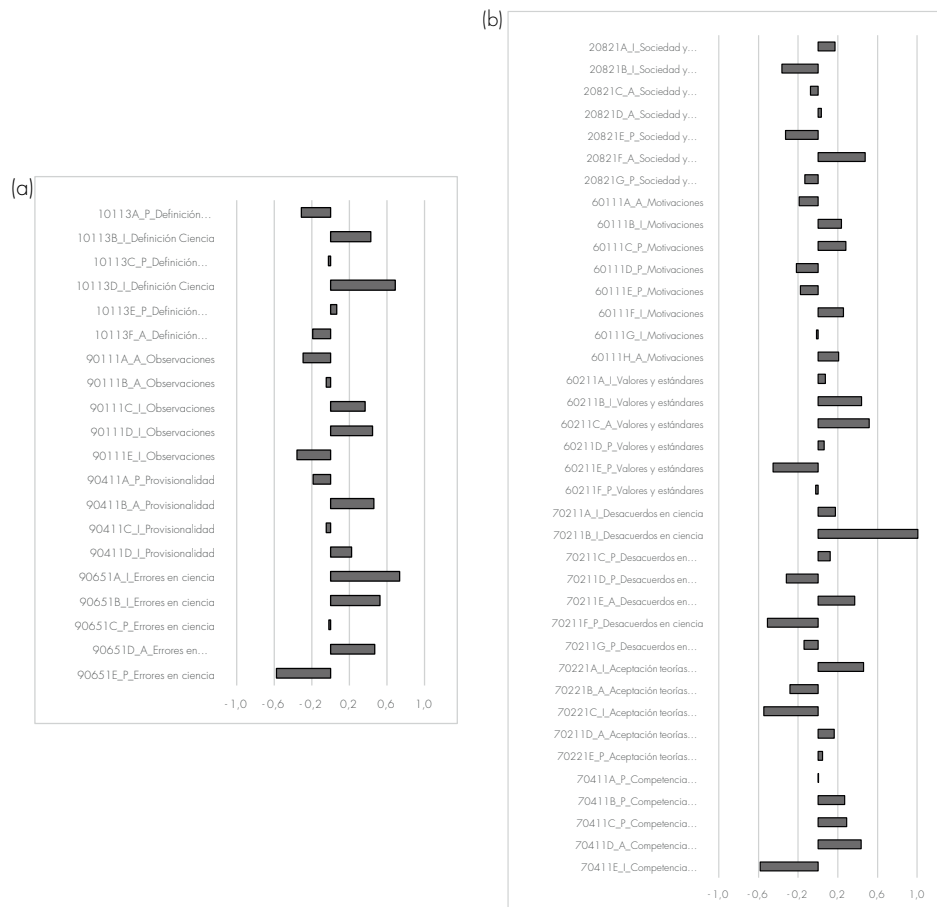 (a)
10113A_P_Definición...
10113B_I_Definición Ciencia
10113C_P_Definición...
10113D_I_Definición Ciencia
10113E_P_Definición...
10113F_A_Definición...
90111A_A_Observaciones
90111B_A_Observaciones
90111C_I_Observaciones
90111D_I_Observaciones
90111E_I_Observaciones
90411A_P_Provisionalidad
90411B_A_Provisionalidad
90411C_I_Provisionalidad
90411D_I_Provisionalidad
90651A_I_Errores en ciencia
90651B_I_Errores en ciencia
90651C_P_Errores en ciencia
90651D_A_Errores en...
90651E_P_Errores en ciencia
-1,0 -0,6 -0,2 0,2 0,6 1,0
(b)
20821A_I_Sociedad y...
20821B_I_Sociedad y...
20821C_A_Sociedad y...
20821D_A_Sociedad y...
20821E_P_Sociedad y...
20821F_A_Sociedad y...
20821G_P_Sociedad y...
60111A_A_Motivaciones
60111B_I_Motivaciones
60111C_P_Motivaciones
60111D_P_Motivaciones
60111E_P_Motivaciones
60111F_I_Motivaciones
60111G_I_Motivaciones
60111H_A_Motivaciones
60211A_I_Valores y estándares
60211B_I_Valores y estándares
60211C_A_Valores y estándares
60211D_P_Valores y estándares
60211E_P_Valores y estándares
60211F_P_Valores y estándares
70211A_I_Desacuerdos en ciencia
70211B_I_Desacuerdos en ciencia
70211C_P_Desacuerdos en...
70211D_P_Desacuerdos en...
70211E_A_Desacuerdos en...
70211F_P_Desacuerdos en ciencia
70211G_P_Desacuerdos en...
70221A_I_Aceptación teorías...
70221B_A_Aceptación teorías...
70221C_I_Aceptación teorías...
70211D_A_Aceptación teorías...
70221E_P_Aceptación teorías...
70411A_P_Competencia...
70411B_P_Competencia...
70411C_P_Competencia...
70411D_A_Competencia...
70411E_I_Competencia...
-1,0 -0,6 -0,2 0,2 0,6 1,0